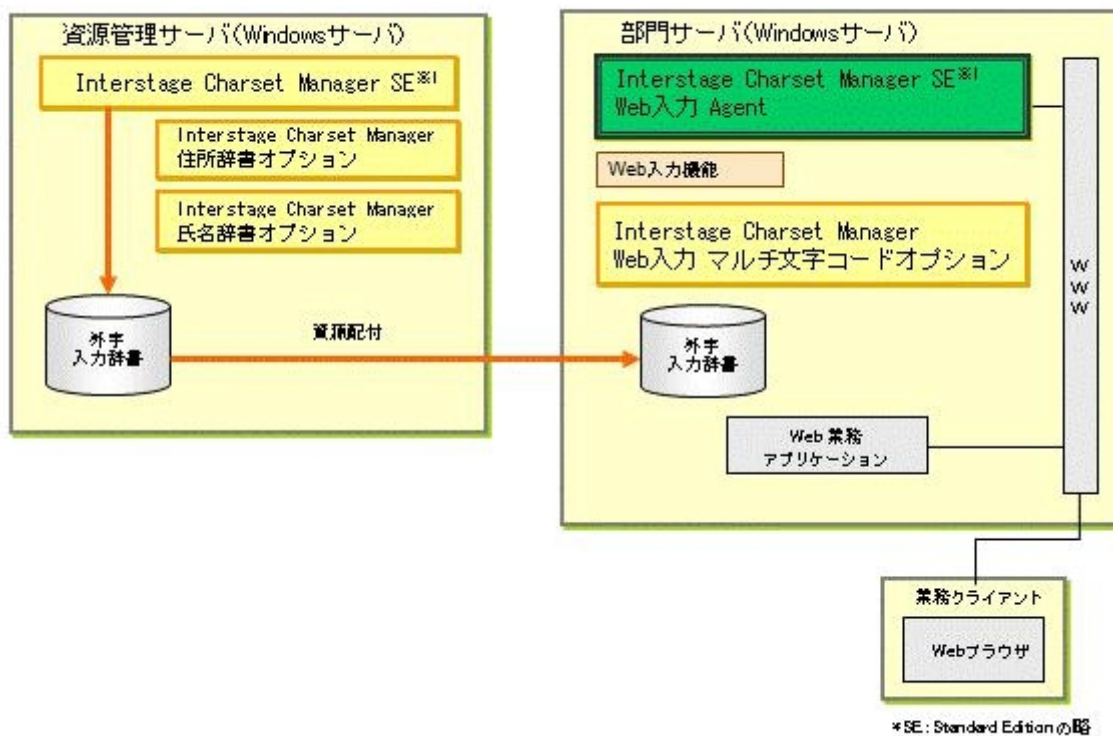 資源管理サーバ(Windowsサーバ)
Interstage Charset Manager SE※1
Interstage Charset Manager
住所辞書オプション
Interstage Charset Manager
氏名辞書オプション
外字
入力辞書
資源配付
部門サーバ(Windowsサーバ)
Interstage Charset Manager SE※1
Web入力 Agent
Web入力機能
Interstage Charset Manager
Web入力 マルチ文字コードオプション
外字
入力辞書
Web 業務
アプリケーション
WWW
業務クライアント
Webブラウザ
*SE: Standard Editionの略